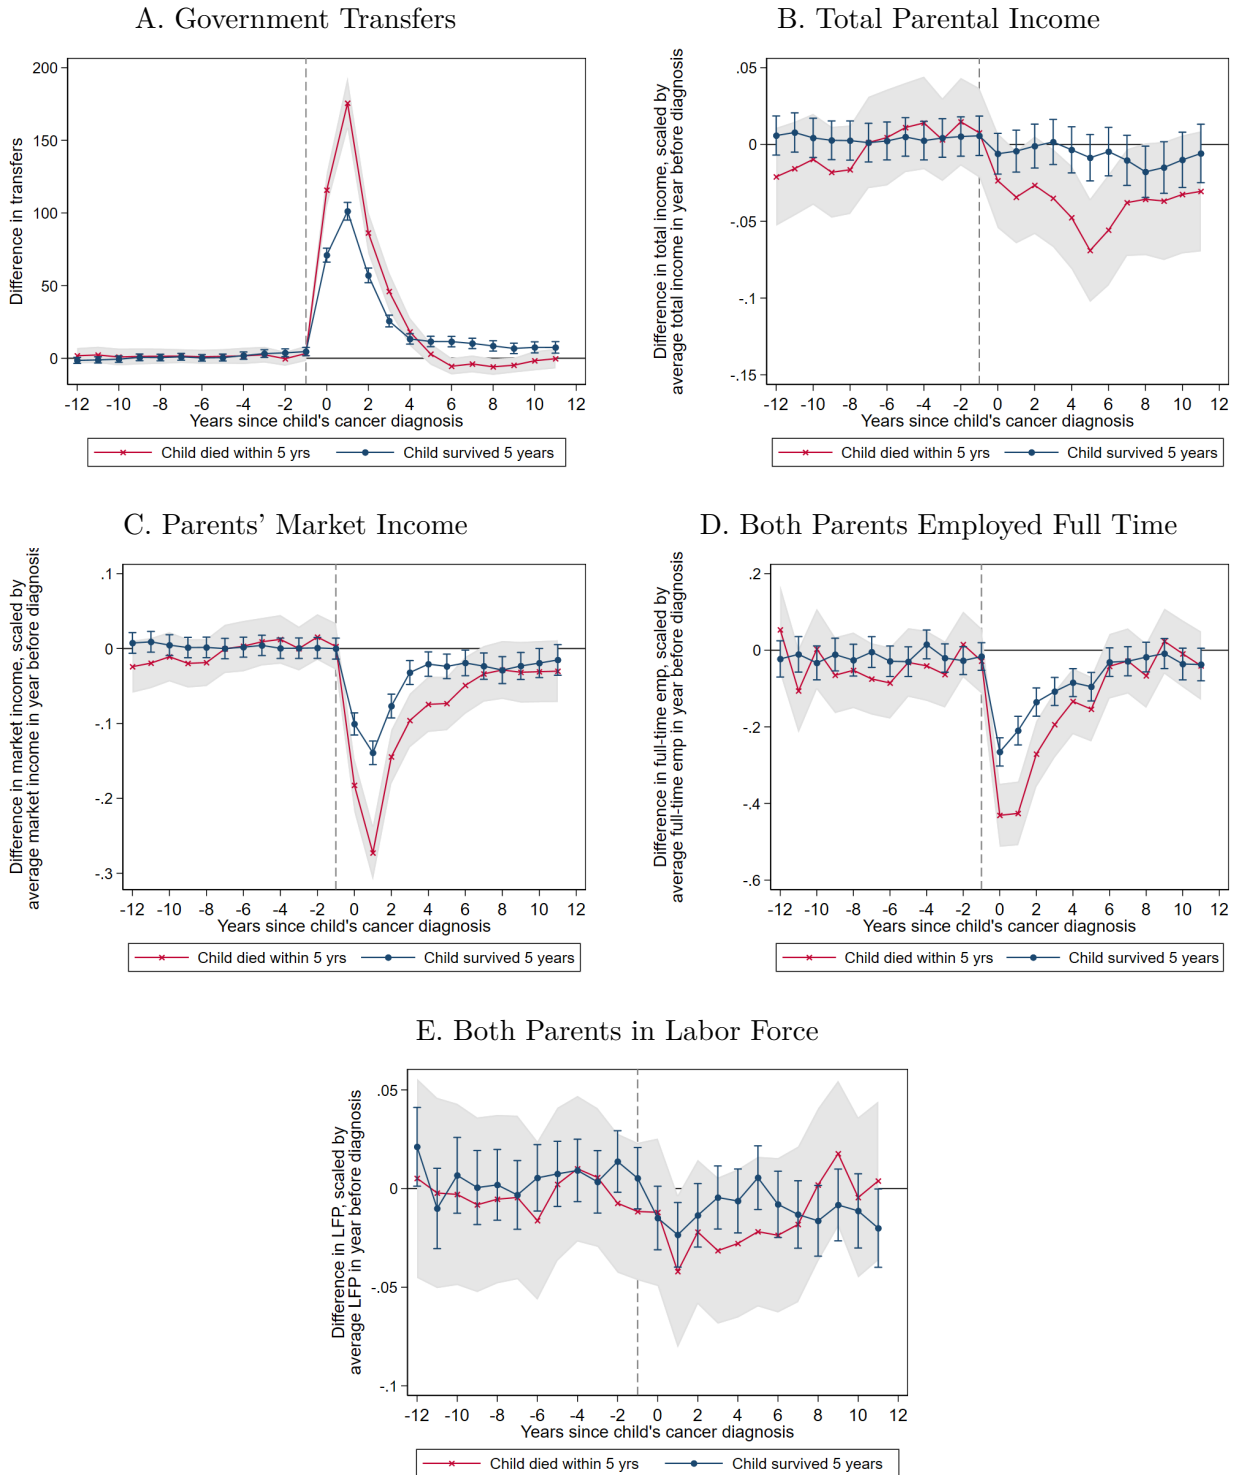 A. Government Transfers
Difference in transfers
200
150
100
50
0
-12 -10 -8 -6 -4 -2 0 2 4 6 8 10 12
Years since child's cancer diagnosis
Child died within 5 yrs Child survived 5 years
B. Total Parental Income
Difference in total income, scaled by
average total income in year before diagnosis
.05
0
-.05
-.1
-.15
-12 -10 -8 -6 -4 -2 0 2 4 6 8 10 12
Years since child's cancer diagnosis
Child died within 5 yrs Child survived 5 years
C. Parents' Market Income
Difference in market income, scaled by
average market income in year before diagnosis
.1
0
-.1
-.2
-.3
-12 -10 -8 -6 -4 -2 0 2 4 6 8 10 12
Years since child's cancer diagnosis
Child died within 5 yrs Child survived 5 years
D. Both Parents Employed Full Time
Difference in full-time emp, scaled by
average full-time emp in year before diagnosis
.2
0
-.2
-.4
-.6
-12 -10 -8 -6 -4 -2 0 2 4 6 8 10 12
Years since child's cancer diagnosis
Child died within 5 yrs Child survived 5 years
E. Both Parents in Labor Force
Difference in LFP, scaled by
average LFP in year before diagnosis
.05
0
-.05
-.1
-12 -10 -8 -6 -4 -2 0 2 4 6 8 10 12
Years since child's cancer diagnosis
Child died within 5 yrs Child survived 5 years